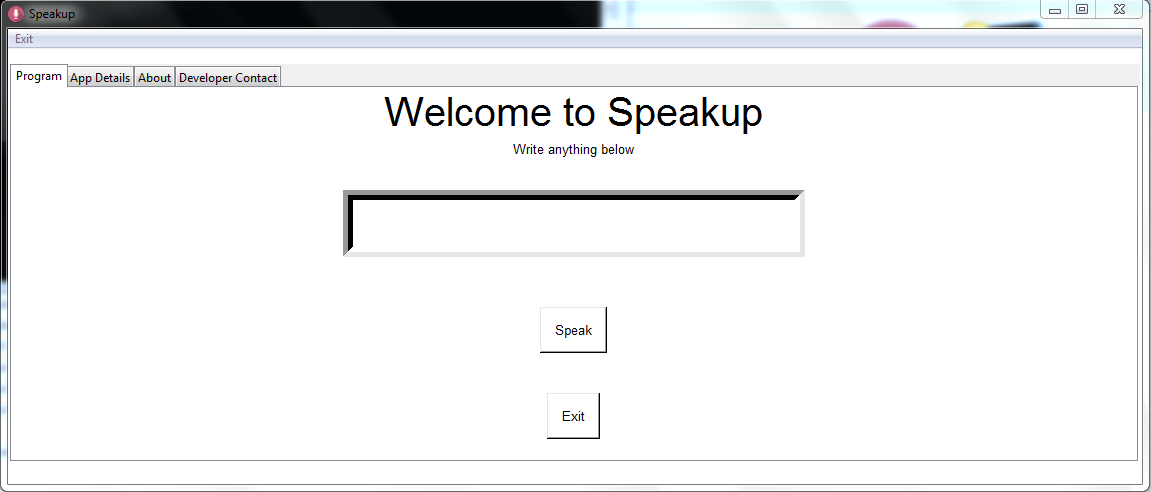 Speakup
Exit
Program App Details About Developer Contact
Welcome to Speakup
Write anything below
Speak
Exit